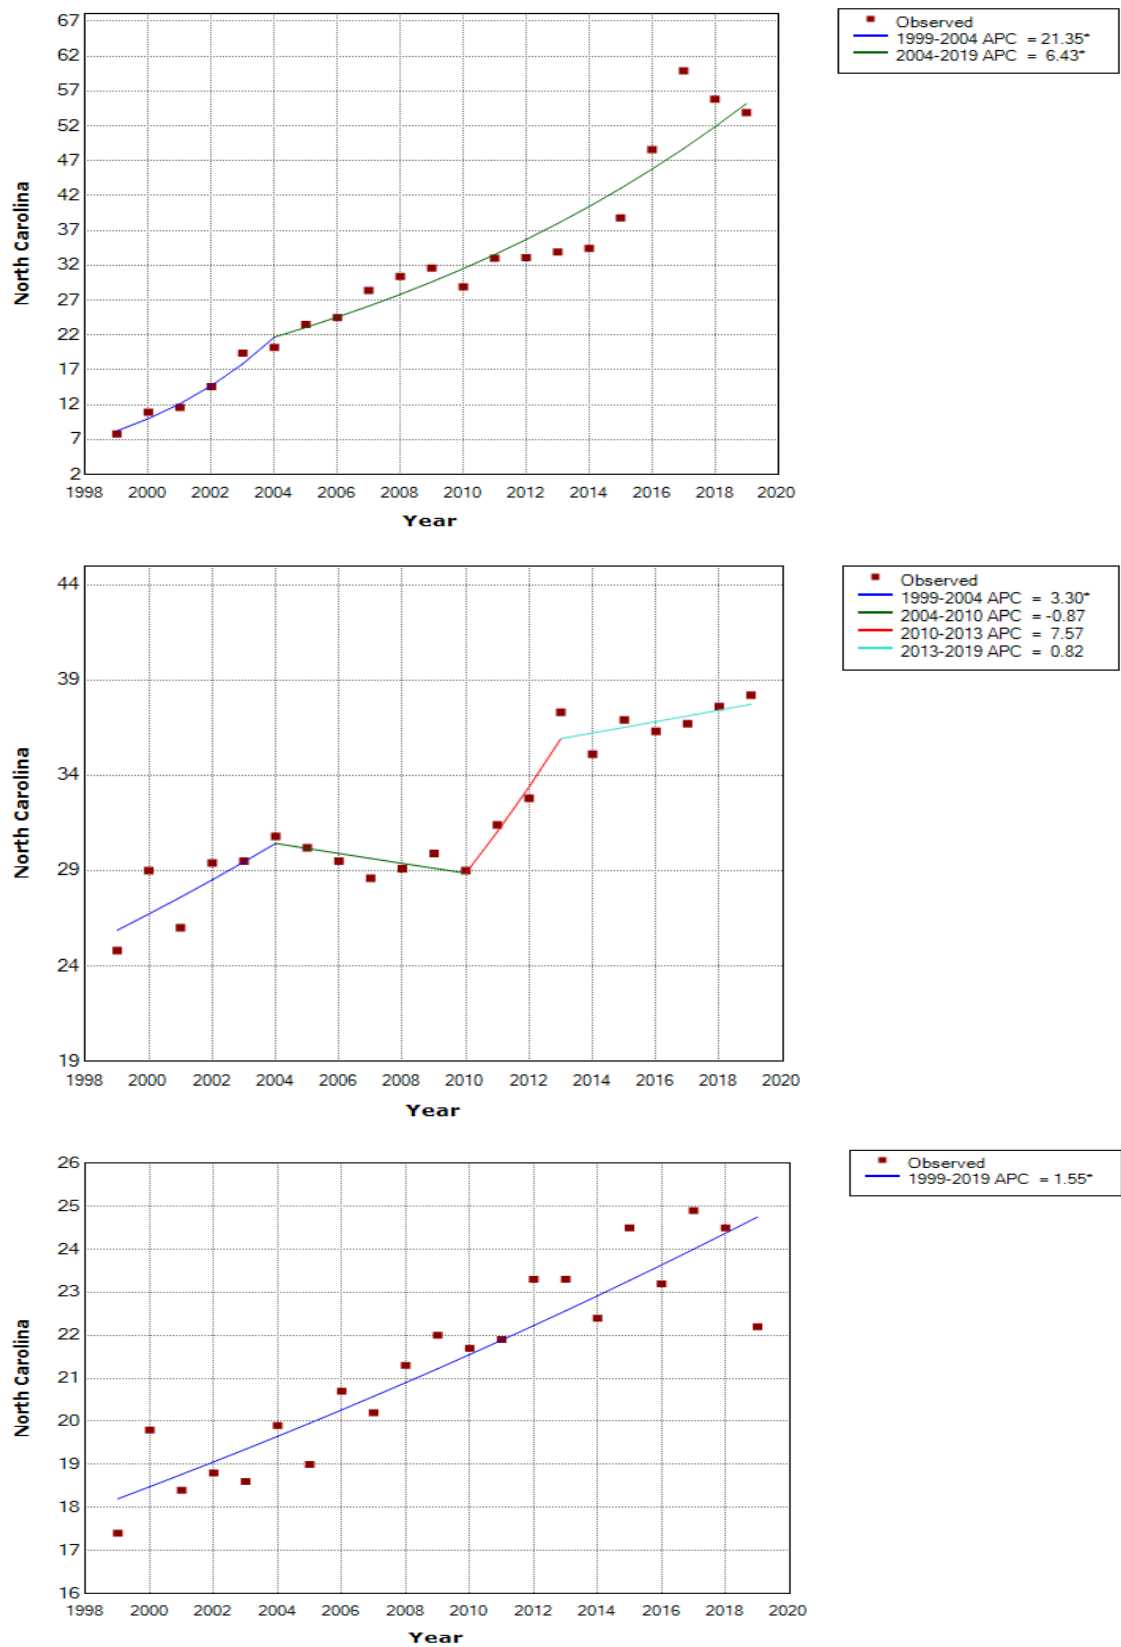 67
62
57
52
47
42
37
32
27
22
17
12
7
2
North Carolina
1998 2000 2002 2004 2006 2008 2010 2012 2014 2016 2018 2020
Year
Observed
1999-2004 APC = 21.35*
2004-2019 APC = 6.43*
44
39
34
29
24
19
North Carolina
1998 2000 2002 2004 2006 2008 2010 2012 2014 2016 2018 2020
Year
Observed
1999-2004 APC = 3.30*
2004-2010 APC = -0.87
2010-2013 APC = 7.57
2013-2019 APC = 0.82
26
25
24
23
22
21
20
19
18
17
16
North Carolina
1998 2000 2002 2004 2006 2008 2010 2012 2014 2016 2018 2020
Year
Observed
1999-2019 APC = 1.55*